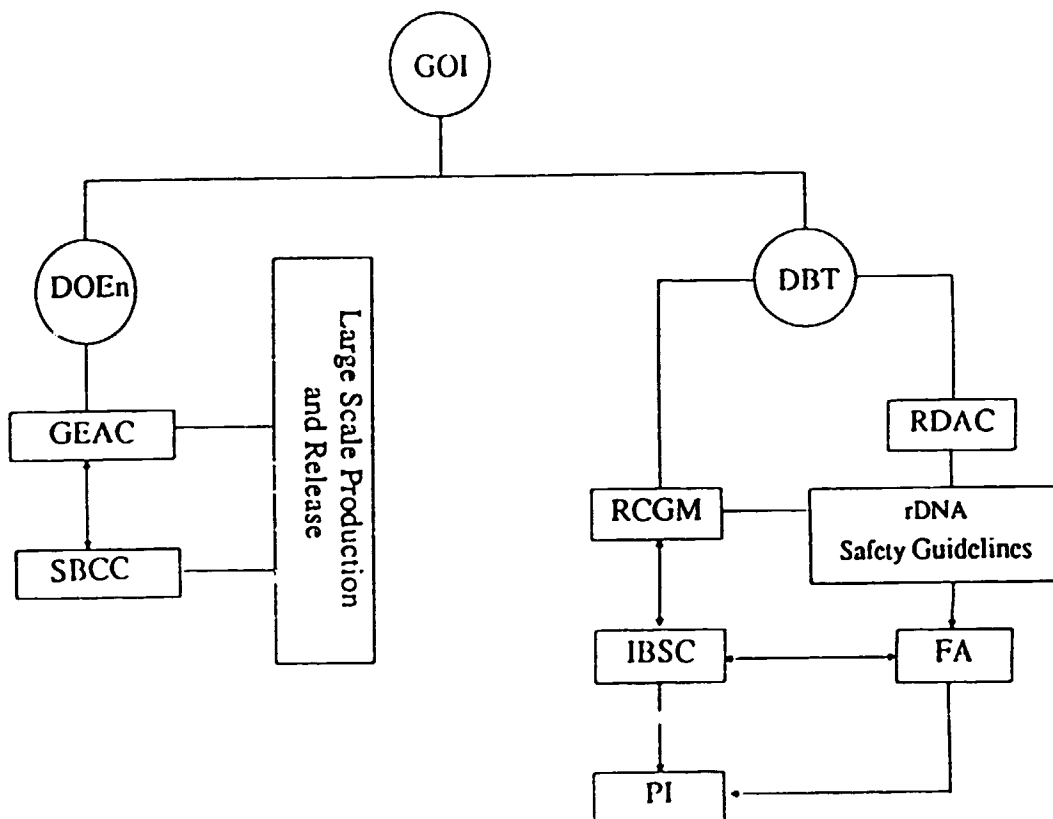 GOI
DOEn
DBT
Large Scale Production
and Release
GEAC
RDAC
RCGM
rDNA
Safety Guidelines
SBCC
IBSC
FA
PI